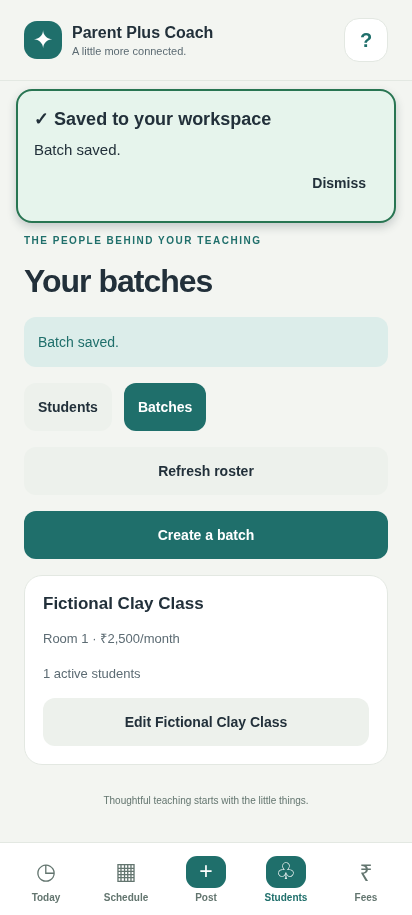 Parent Plus Coach
A little more connected.
?
✓ Saved to your workspace
Batch saved.
Dismiss
THE PEOPLE BEHIND YOUR TEACHING
Your batches
Batch saved.
Students
Batches
Refresh roster
Create a batch
Fictional Clay Class
Room 1 · ₹2,500/month
1 active students
Edit Fictional Clay Class
Thoughtful teaching starts with the little things.
Today
Schedule
+
Post
Students
₹
Fees